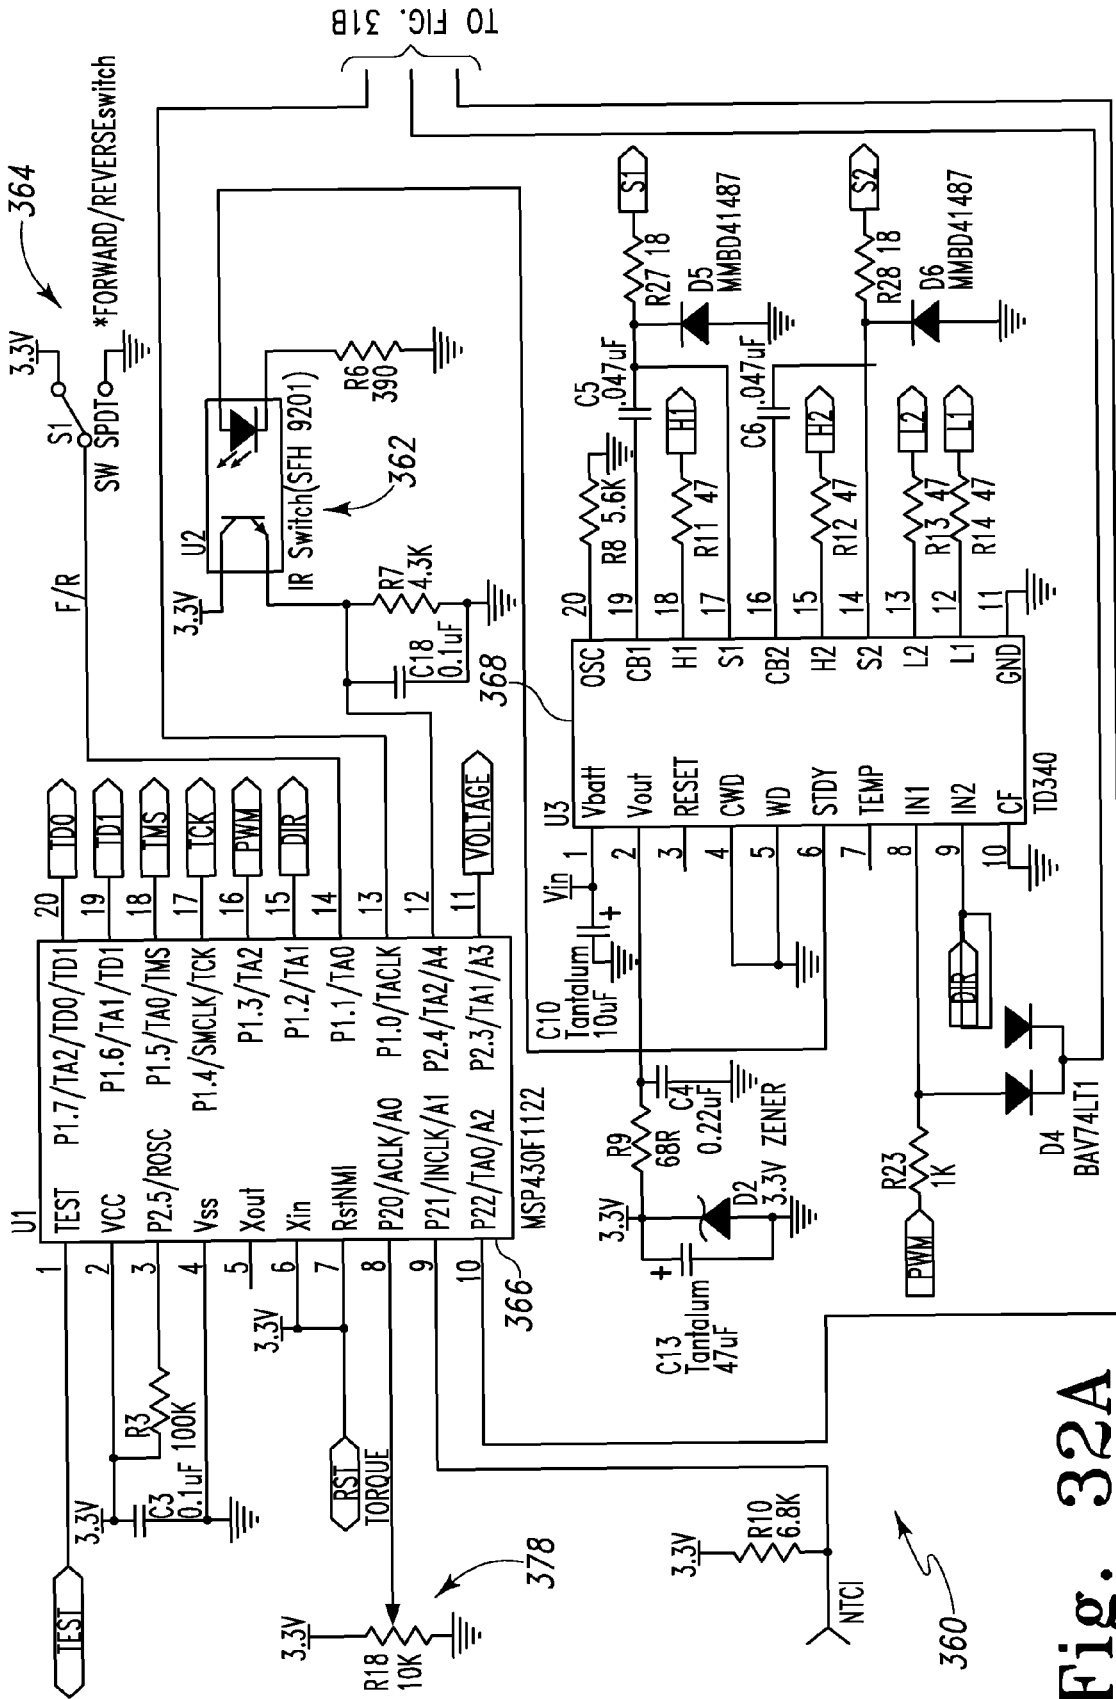 TO FIG. 31B
364
3.3V
*FORWARD/REVERSEswitch
S1
SW SPDT
F/R
3.3V
U2
IR Switch(SFH 9201)
362
R6
390
R7
4.3K
C18
0.1uF
U1
TEST
TEST
1
TEST
P1.7/TA2/TD0/TD1
20
TD0
3.3V
2
VCC
P1.6/TA1/TD1
19
TD1
R3
100K
3
P2.5/ROSC
P1.5/TA0/TMS
18
TMS
C3
0.1uF
4
Vss
P1.4/SMCLK/TCK
17
TCK
5
Xout
P1.3/TA2
16
PWM
3.3V
6
Xin
P1.2/TA1
15
DIR
RST
7
RstNMI
P1.1/TA0
14
TORQUE
8
P20/ACLK/A0
P1.0/TACLK
13
9
P21/INCLK/A1
P2.4/TA2/A4
12
10
P22/TA0/A2
P2.3/TA1/A3
11
VOLTAGE
MSP430F1122
366
3.3V
R18
10K
378
3.3V
R10
6.8K
NTCI
360
368
U3
Vin
C10
Tantalum
10uF
+
1
Vbatt
OSC
20
R8 5.6K
2
Vout
CB1
19
C5
.047uF
R27 18
S1
3
RESET
H1
18
R11 47
H1
D5
MMBD41487
4
CWD
S1
17
5
WD
CB2
16
C6
.047uF
6
STDY
H2
15
R12 47
H2
7
TEMP
S2
14
R28 18
S2
D6
MMBD41487
8
IN1
L2
13
R13 47
L2
9
IN2
L1
12
R14 47
L1
10
CF
GND
11
TD340
R9
68R
C4
0.22uF
3.3V
D2
3.3V ZENER
+
C13
Tantalum
47uF
DIR
PWM
R23
1K
D4
BAV74LT1
Fig. 32A